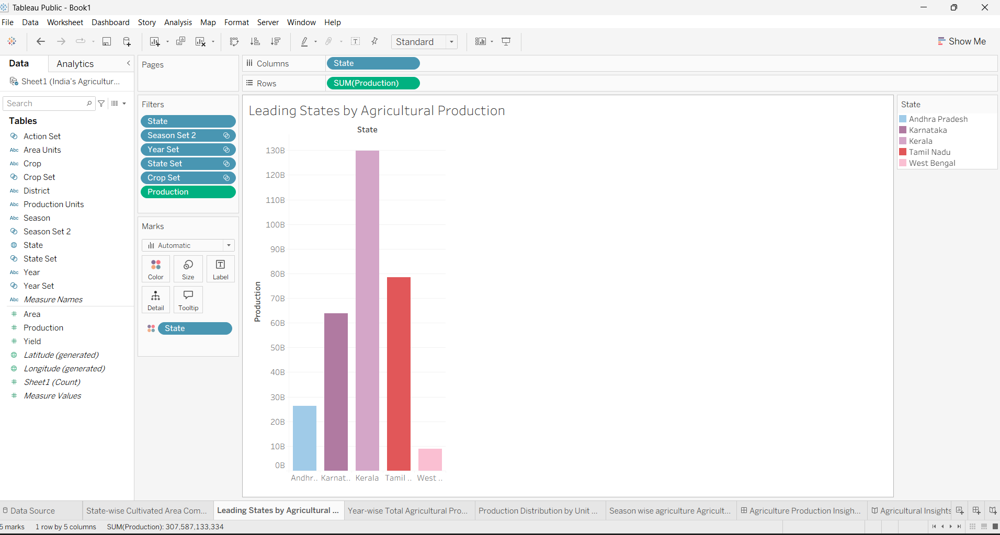 Tableau Public - Book1
File Data Worksheet Dashboard Story Analysis Map Format Server Window Help
Standard
Show Me
Data
Analytics
Sheet1 (India's Agricultur...
Search
Tables
Action Set
Abc Area Units
Abc Crop
Crop Set
Abc District
Abc Production Units
Abc Season
Season Set 2
State
State Set
Abc Year
Year Set
Abc Measure Names
# Area
# Production
# Yield
Latitude (generated)
Longitude (generated)
# Sheet1 (Count)
# Measure Values
Pages
Filters
State
Season Set 2
Year Set
State Set
Crop Set
Production
Marks
Automatic
Color
Size
Label
Detail
Tooltip
State
Columns
State
Rows
SUM(Production)
Leading States by Agricultural Production
State
130B
120B
110B
100B
90B
80B
70B
60B
50B
40B
30B
20B
10B
0B
Production
Andhr.. Karnat.. Kerala Tamil .. West ..
State
Andhra Pradesh
Karnataka
Kerala
Tamil Nadu
West Bengal
Data Source
State-wise Cultivated Area Com...
Leading States by Agricultural ...
Year-wise Total Agricultural Pro...
Production Distribution by Unit ...
Season wise agriculture Agricult...
Agriculture Production Insigh...
Agricultural Insights
5 marks
1 row by 5 columns
SUM(Production): 307,587,133,334